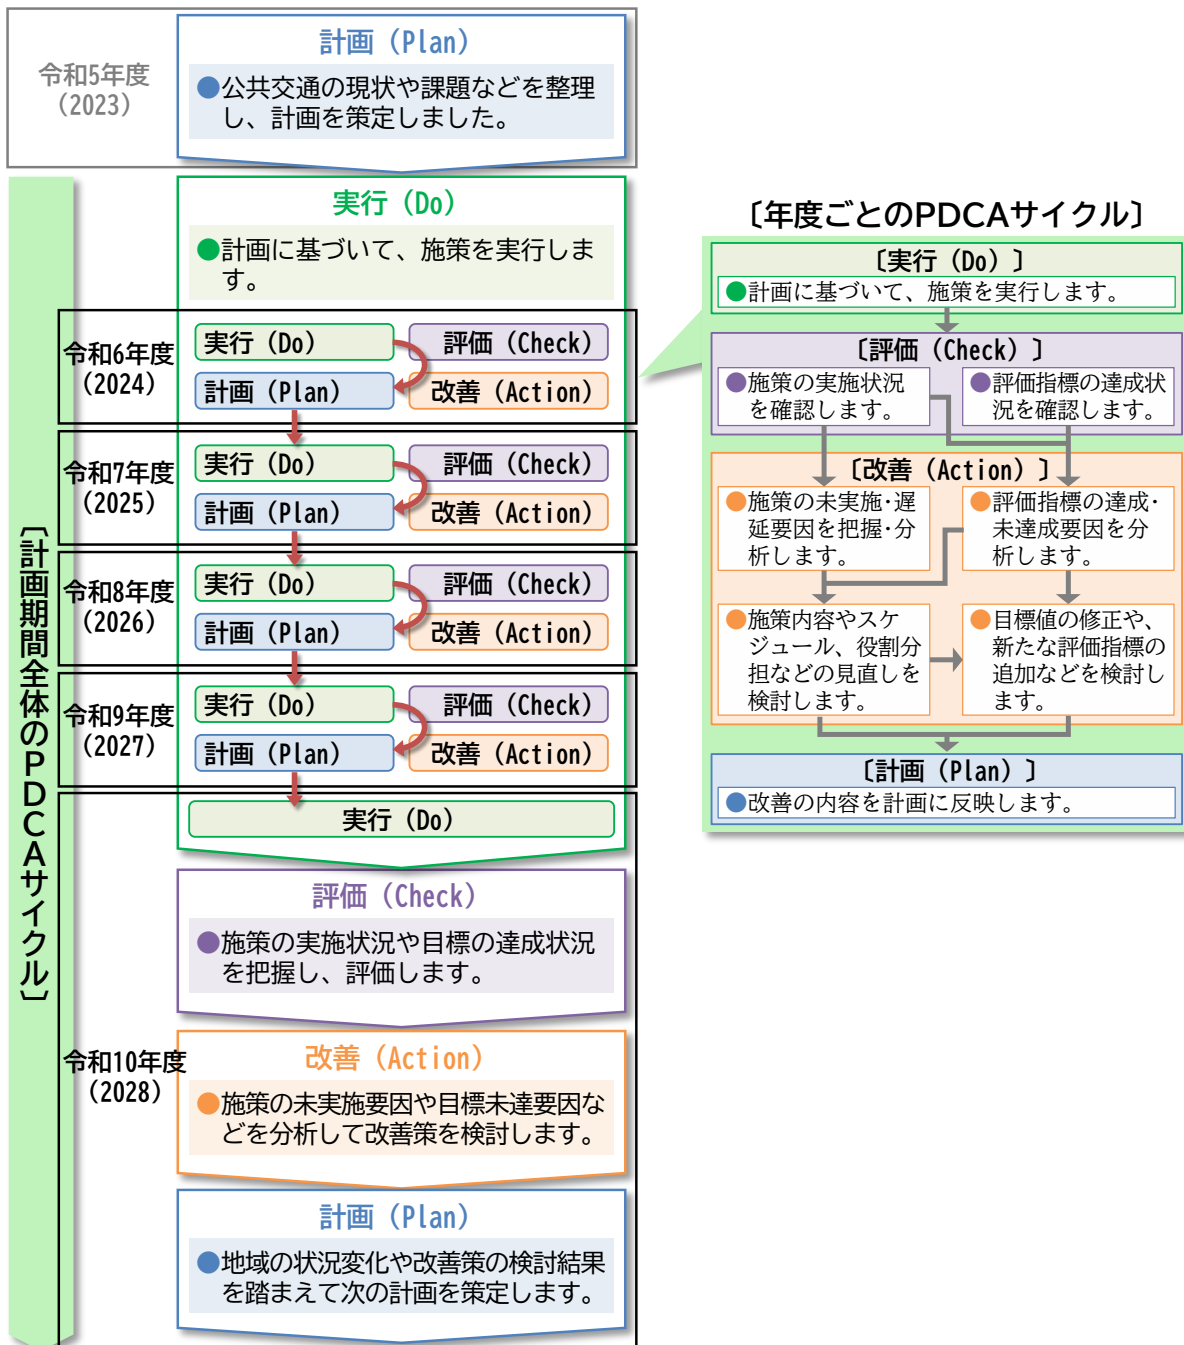 令和5年度
（2023）
計画（Plan）
●公共交通の現状や課題などを整理
し、計画を策定しました。
〔計画期間全体のPDCAサイクル〕
実行（Do）
●計画に基づいて、施策を実行しま
す。
令和6年度
（2024）
実行（Do）
評価（Check）
計画（Plan）
改善（Action）
令和7年度
（2025）
実行（Do）
評価（Check）
計画（Plan）
改善（Action）
令和8年度
（2026）
実行（Do）
評価（Check）
計画（Plan）
改善（Action）
令和9年度
（2027）
実行（Do）
評価（Check）
計画（Plan）
改善（Action）
実行（Do）
令和10年度
（2028）
評価（Check）
●施策の実施状況や目標の達成状況
を把握し、評価します。
改善（Action）
●施策の未実施要因や目標未達要因な
どを分析して改善策を検討します。
計画（Plan）
●地域の状況変化や改善策の検討結果
を踏まえて次の計画を策定します。
〔年度ごとのPDCAサイクル〕
〔実行（Do）〕
●計画に基づいて、施策を実行します。
〔評価（Check）〕
●施策の実施状況
を確認します。
●評価指標の達成状
況を確認します。
〔改善（Action）〕
●施策の未実施・遅
延要因を把握・分
析します。
●評価指標の達成・
未達成要因を分
析します。
●施策内容やスケ
ジュール、役割分
担などの見直しを
検討します。
●目標値の修正や、
新たな評価指標の
追加などを検討し
ます。
〔計画（Plan）〕
●改善の内容を計画に反映します。